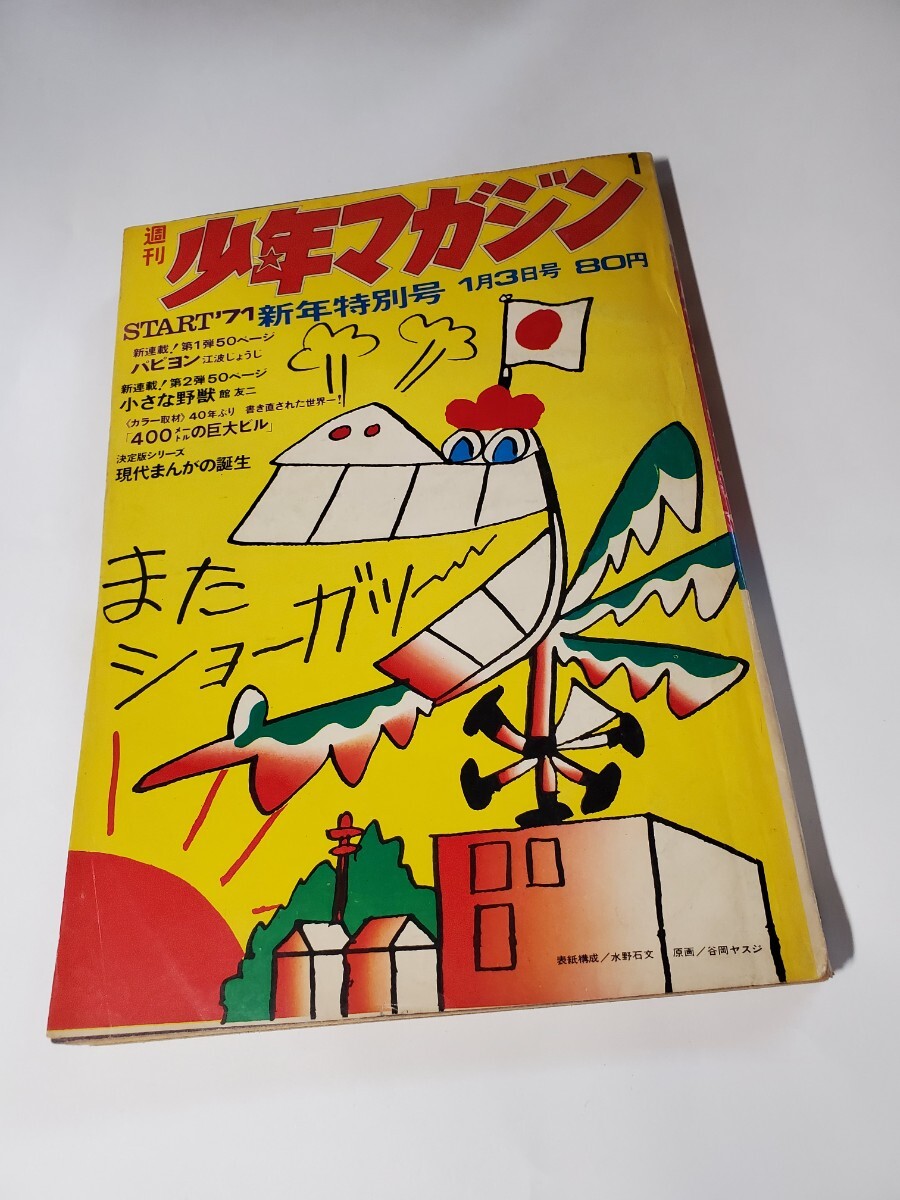 1
週刊
少年マガジン
START'71 新年特別号 1月3日号 80円
新連載!第1弾50ページ
パピヨン 江波じょうじ
新連載!第2弾50ページ
小さな野獣 館 友二
〈カラー取材〉40年ぶり 書き直された世界一!
「400メートルの巨大ビル」
決定版シリーズ
現代まんがの誕生
また
ショーガツー
表紙構成/水野石文 原画/谷岡ヤスジ